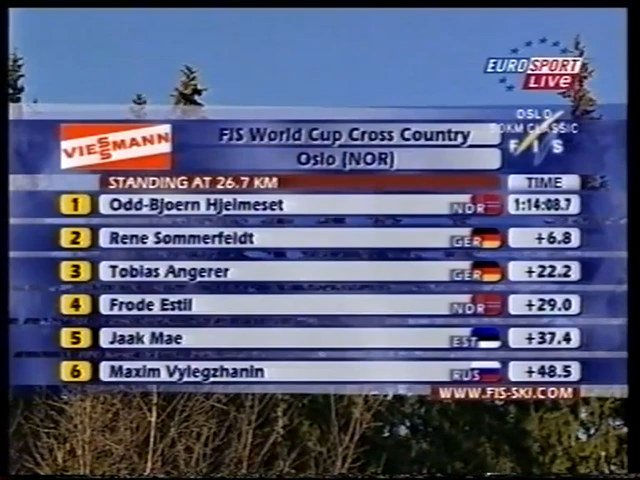 EUROSPORT
LIVE
OSLO
50KM CLASSIC
FIS
VIESSMANN
FIS World Cup Cross Country
Oslo (NOR)
STANDING AT 26.7 KM TIME
1 Odd-Bjoern Hjelmeset NOR 1:14:08.7
2 Rene Sommerfeldt GER +6.8
3 Tobias Angerer GER +22.2
4 Frode Estil NOR +29.0
5 Jaak Mae EST +37.4
6 Maxim Vylegzhanin RUS +48.5
WWW.FIS-SKI.COM